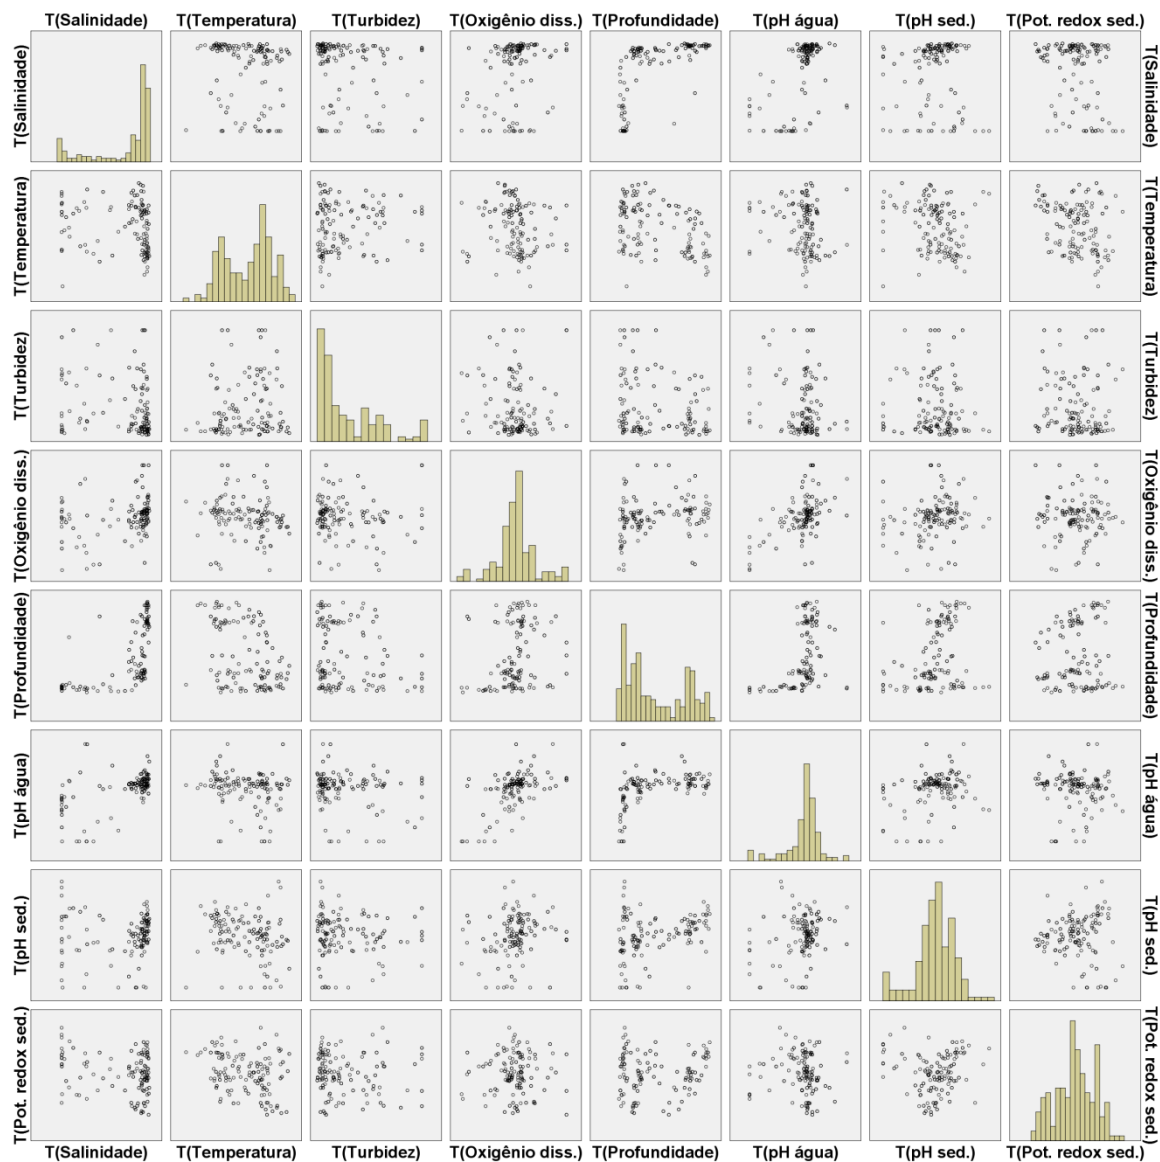 T(Salinidade) T(Temperatura) T(Turbidez) T(Oxigênio diss.) T(Profundidade) T(pH água) T(pH sed.) T(Pot. redox sed.)
T(Salinidade) T(Salinidade)
T(Temperatura) T(Temperatura)
T(Turbidez) T(Turbidez)
T(Oxigênio diss.) T(Oxigênio diss.)
T(Profundidade) T(Profundidade)
T(pH água) T(pH água)
T(pH sed.) T(pH sed.)
T(Pot. redox sed.) T(Pot. redox sed.)
T(Salinidade) T(Temperatura) T(Turbidez) T(Oxigênio diss.) T(Profundidade) T(pH água) T(pH sed.) T(Pot. redox sed.)